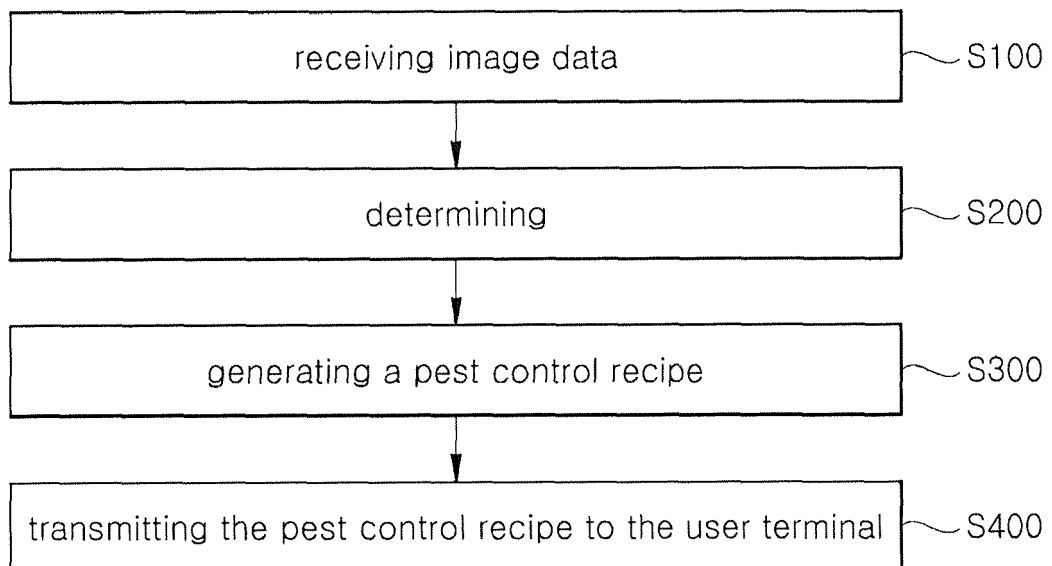 receiving image data S100
determining S200
generating a pest control recipe S300
transmitting the pest control recipe to the user terminal S400